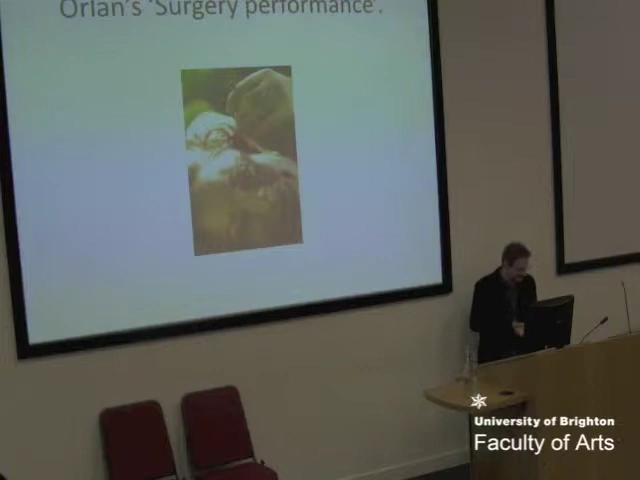 Orlan's 'Surgery performance'.
University of Brighton
Faculty of Arts